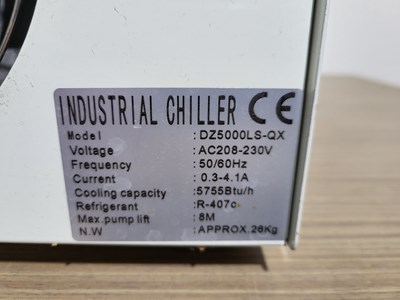 INDUSTRIAL CHILLER CE
Model : DZ5000LS-QX
Voltage : AC208-230V
Frequency : 50/60Hz
Current : 0.3-4.1A
Cooling capacity : 5755Btu/h
Refrigerant : R-407c
Max.pump lift : 8M
N.W : APPROX.26Kg